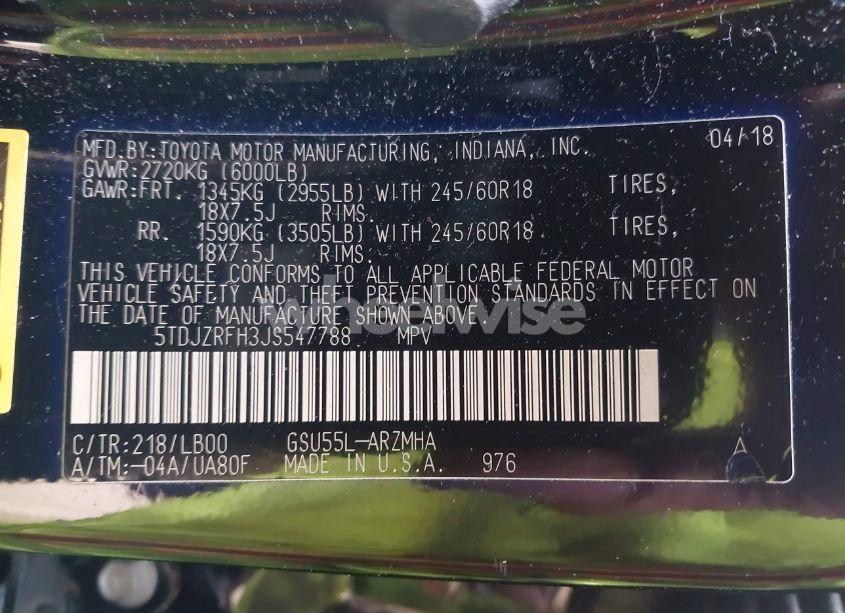 MFD.BY:TOYOTA MOTOR MANUFACTURING, INDIANA, INC. 04/18
GVWR:2720KG (6000LB)
GAWR:FRT. 1345KG (2955LB) WITH 245/60R18 TIRES,
18X7.5J RIMS.
RR. 1590KG (3505LB) WITH 245/60R18 TIRES,
18X7.5J RIMS.
THIS VEHICLE CONFORMS TO ALL APPLICABLE FEDERAL MOTOR
VEHICLE SAFETY AND THEFT PREVENTION STANDARDS IN EFFECT ON
THE DATE OF MANUFACTURE SHOWN ABOVE.
wheelwise
5TDJZRFH3JS547788 MPV
C/TR:218/LB00 GSU55L-ARZMHA
A/TM:-04A/UA80F MADE IN U.S.A. 976
A